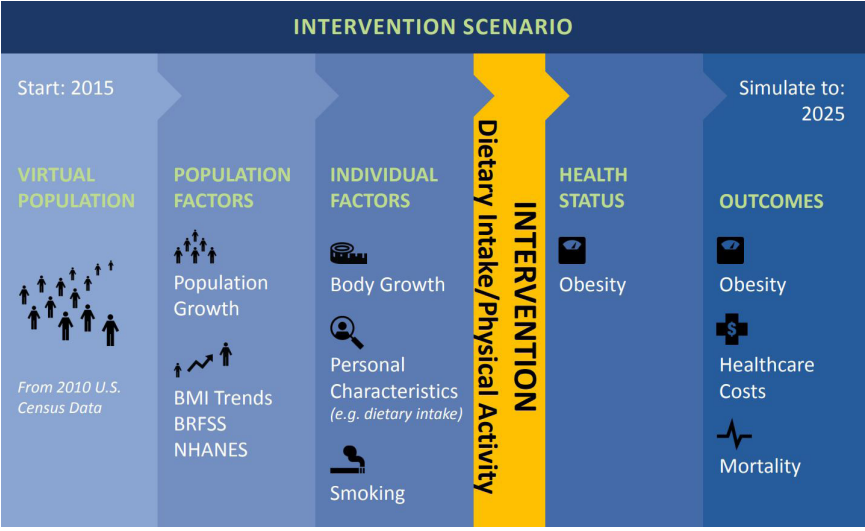 INTERVENTION SCENARIO
Start: 2015
VIRTUAL
POPULATION
From 2010 U.S.
Census Data
POPULATION
FACTORS
Population
Growth
BMI Trends
BRFSS
NHANES
INDIVIDUAL
FACTORS
Body Growth
Personal
Characteristics
(e.g. dietary intake)
Smoking
INTERVENTION
Dietary Intake/Physical Activity
HEALTH
STATUS
Obesity
Simulate to:
2025
OUTCOMES
Obesity
$
Healthcare
Costs
Mortality